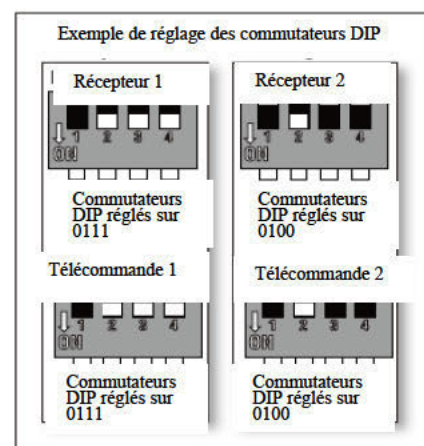 Exemple de réglage des commutateurs DIP
Récepteur 1
1 2 3 4
ON
Commutateurs
DIP réglés sur
0111
Récepteur 2
1 2 3 4
ON
Commutateurs
DIP réglés sur
0100
Télécommande 1
1 2 3 4
ON
Commutateurs
DIP réglés sur
0111
Télécommande 2
1 2 3 4
ON
Commutateurs
DIP réglés sur
0100